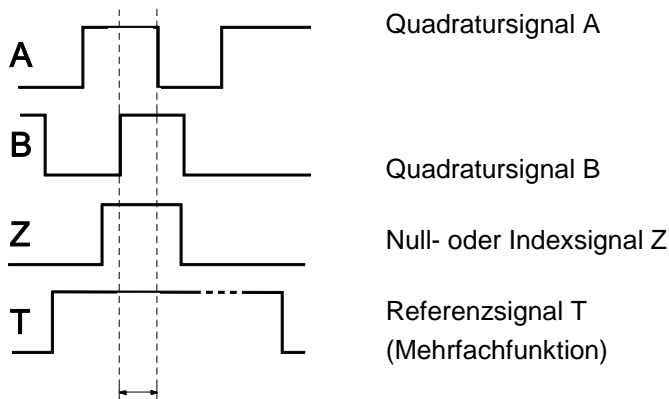 Quadratursignal A
A
B
Quadratursignal B
Z
Null- oder Indexsignal Z
T
Referenzsignal T
(Mehrfachfunktion)